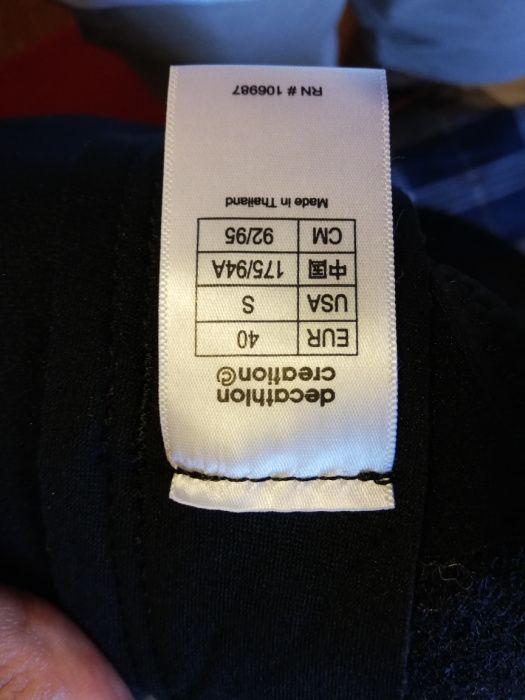 decathlon
creation©
EUR 40
USA S
中国 175/94A
CM 92/95
Made in Thailand
RN # 106987